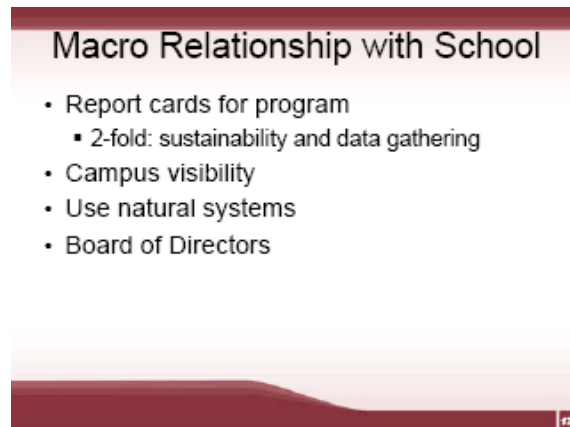 Macro Relationship with School
• Report cards for program
▪ 2-fold: sustainability and data gathering
• Campus visibility
• Use natural systems
• Board of Directors